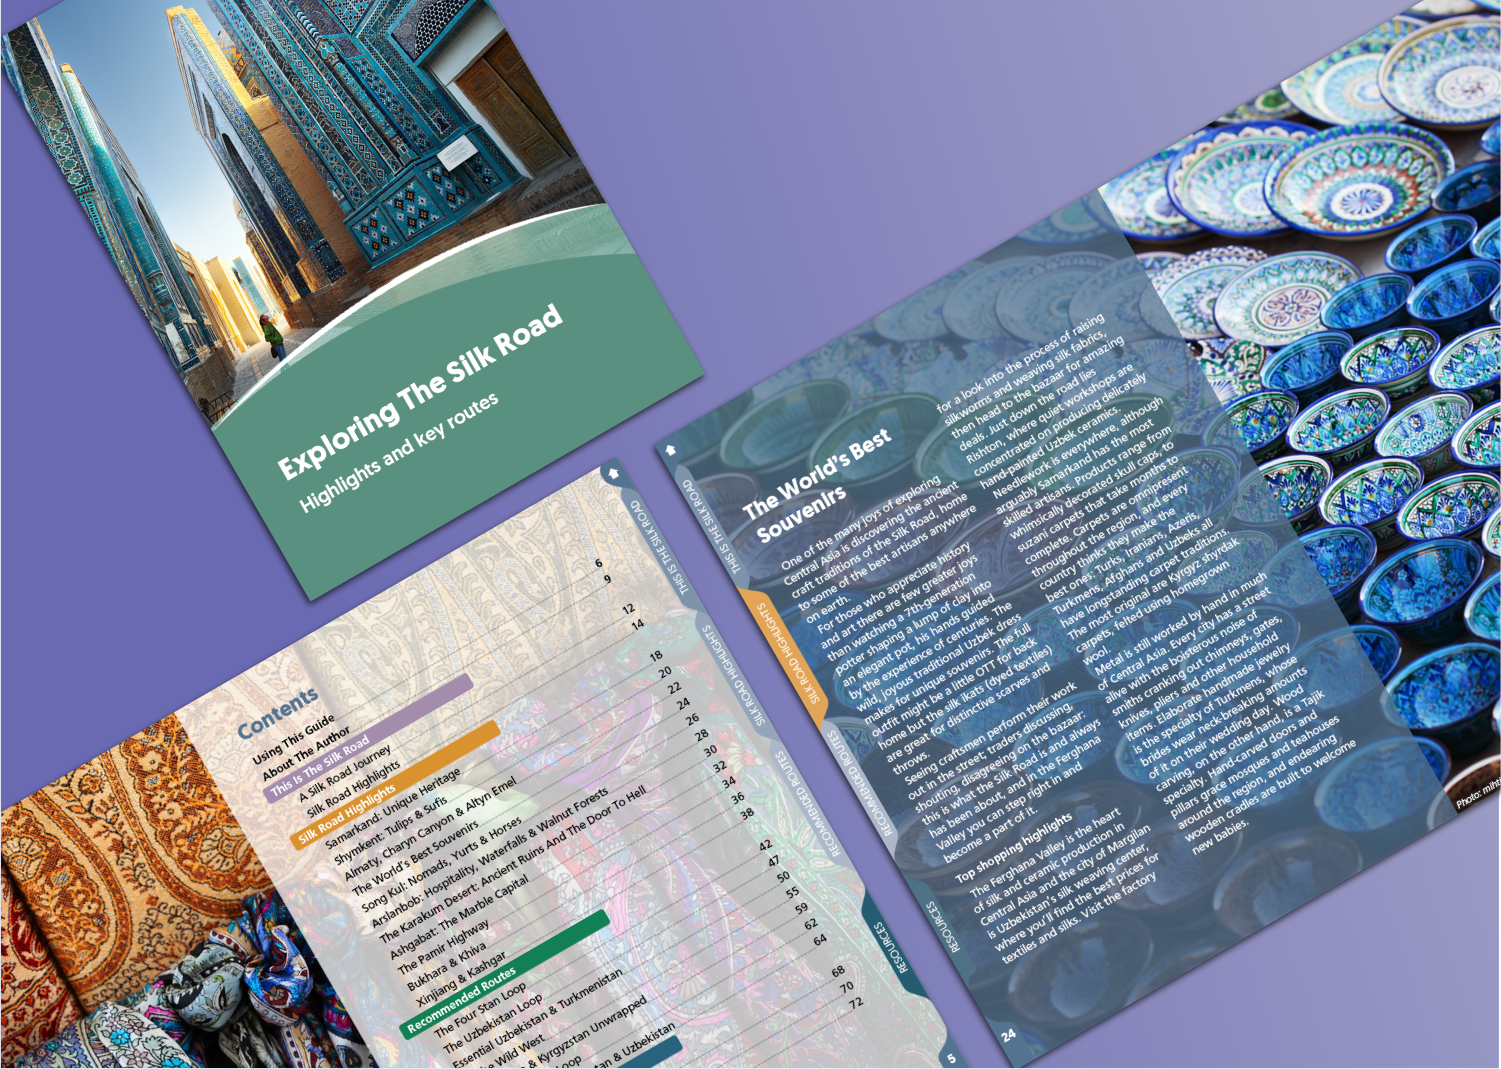 Exploring The Silk Road
Highlights and key routes
Contents
Using This Guide
6
About The Author
9
This Is The Silk Road
A Silk Road Journey
12
Silk Road Highlights
14
Silk Road Highlights
Samarkand: Unique Heritage
18
Shymkent: Tulips & Sufis
20
Almaty, Charyn Canyon & Altyn Emel
22
The World's Best Souvenirs
24
Song Kul: Nomads, Yurts & Horses
26
Arslanbob: Hospitality, Waterfalls & Walnut Forests
28
The Karakum Desert: Ancient Ruins And The Door To Hell
30
Ashgabat: The Marble Capital
32
The Pamir Highway
34
Bukhara & Khiva
36
Xinjiang & Kashgar
38
Recommended Routes
The Four Stan Loop
42
The Uzbekistan Loop
47
Essential Uzbekistan & Turkmenistan
50
Wild West
55
& Kyrgyzstan Unwrapped
59
Loop
62
& Uzbekistan
64
68
70
72
THIS IS THE SILK ROAD
SILK ROAD HIGHLIGHTS
RECOMMENDED ROUTES
RESOURCES
5
THIS IS THE SILK ROAD
SILK ROAD HIGHLIGHTS
RECOMMENDED ROUTES
RESOURCES
The World's Best
Souvenirs
One of the many joys of exploring
Central Asia is discovering the ancient
craft traditions of the Silk Road, home
to some of the best artisans anywhere
on earth.
For those who appreciate history
and art there are few greater joys
than watching a 7th-generation
potter shaping a lump of clay into
an elegant pot, his hands guided
by the experience of centuries. The
wild, joyous traditional Uzbek dress
makes for unique souvenirs. The full
outfit might be a little OTT for back
home but the silk ikats (dyed textiles)
are great for distinctive scarves and
throws.
Seeing craftsmen perform their work
out in the street; traders discussing,
shouting, disagreeing on the bazaar:
this is what the Silk Road is and always
has been about, and in the Ferghana
Valley you can step right in and
become a part of it.
Top shopping highlights
The Ferghana Valley is the heart
of silk and ceramic production in
Central Asia and the city of Margilan
is Uzbekistan's silk weaving center,
where you'll find the best prices for
textiles and silks. Visit the factory
for a look into the process of raising
silkworms and weaving silk fabrics,
then head to the bazaar for amazing
deals. Just down the road lies
Rishton, where quiet workshops are
concentrated on producing delicately
hand-painted Uzbek ceramics.
Needlework is everywhere, although
arguably Samarkand has the most
skilled artisans. Products range from
whimsically decorated skull caps, to
suzani carpets that take months to
complete. Carpets are omnipresent
throughout the region, and every
country thinks they make the
best ones: Turks, Iranians, Azeris,
Turkmens, Afghans and Uzbeks all
have longstanding carpet traditions.
The most original are Kyrgyz shyrdak
carpets, felted using homegrown
wool.
Metal is still worked by hand in much
of Central Asia. Every city has a street
alive with the boisterous noise of
smiths cranking out chimneys, gates,
knives, pliers and other household
items. Elaborate handmade jewelry
is the specialty of Turkmens, whose
brides wear neck-breaking amounts
of it on their wedding day. Wood
carving, on the other hand, is a Tajik
specialty. Hand-carved doors and
pillars grace mosques and teahouses
around the region, and endearing
wooden cradles are built to welcome
new babies.
24
Photo: